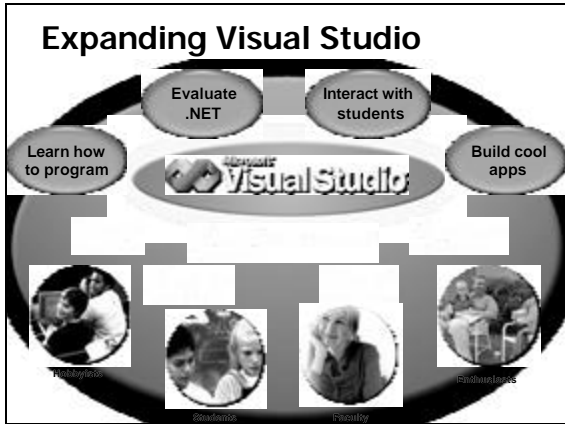 Expanding Visual Studio
Evaluate
.NET
Interact with
students
Learn how
to program
Build cool
apps
Microsoft
Visual Studio
Hobbyists
Enthusiasts
Students
Faculty